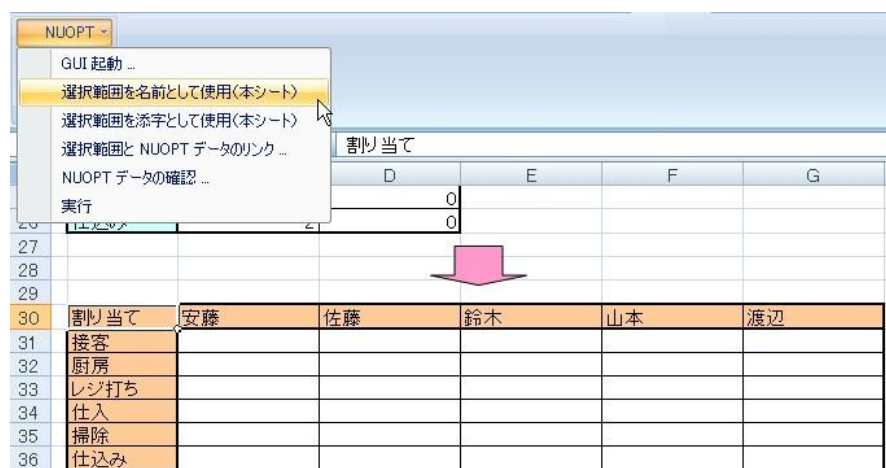 NUOPT
GUI 起動 ...
選択範囲を名前として使用(本シート)
選択範囲を添字として使用(本シート)
選択範囲と NUOPT データのリンク ...
NUOPT データの確認 ...
実行
割り当て
D E F G
0
26 仕込み 2 0
27
28
29
30 割り当て 安藤 佐藤 鈴木 山本 渡辺
31 接客
32 厨房
33 レジ打ち
34 仕入
35 掃除
36 仕込み